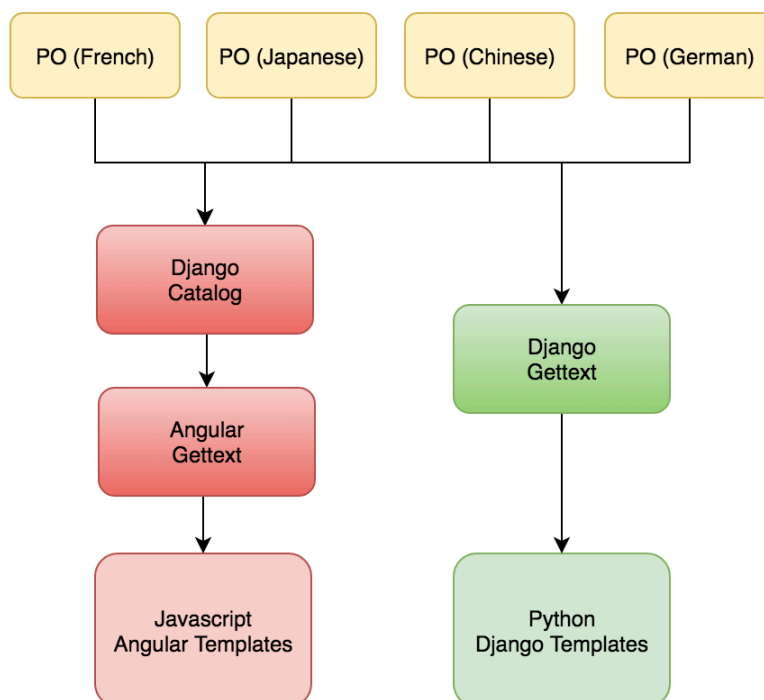 PO (French)
PO (Japanese)
PO (Chinese)
PO (German)
Django
Catalog
Django
Gettext
Angular
Gettext
Javascript
Angular Templates
Python
Django Templates